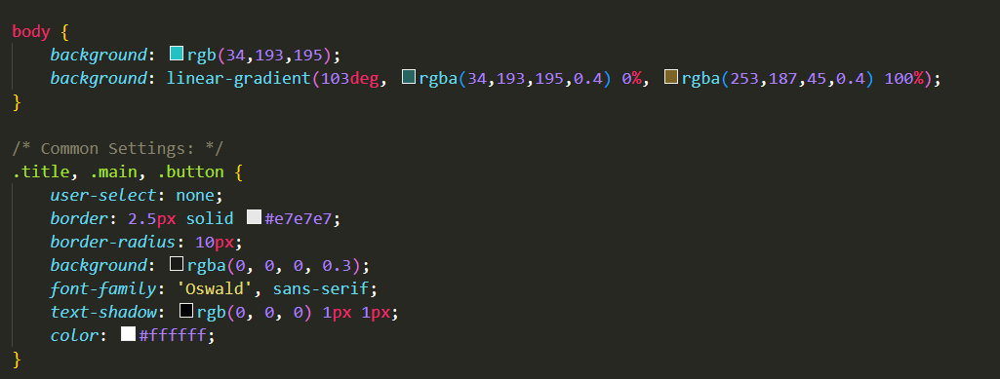 body {
    background: rgb(34,193,195);
    background: linear-gradient(103deg, rgba(34,193,195,0.4) 0%, rgba(253,187,45,0.4) 100%);
}
/* Common Settings: */
.title, .main, .button {
    user-select: none;
    border: 2.5px solid #e7e7e7;
    border-radius: 10px;
    background: rgba(0, 0, 0, 0.3);
    font-family: 'Oswald', sans-serif;
    text-shadow: rgb(0, 0, 0) 1px 1px;
    color: #ffffff;
}